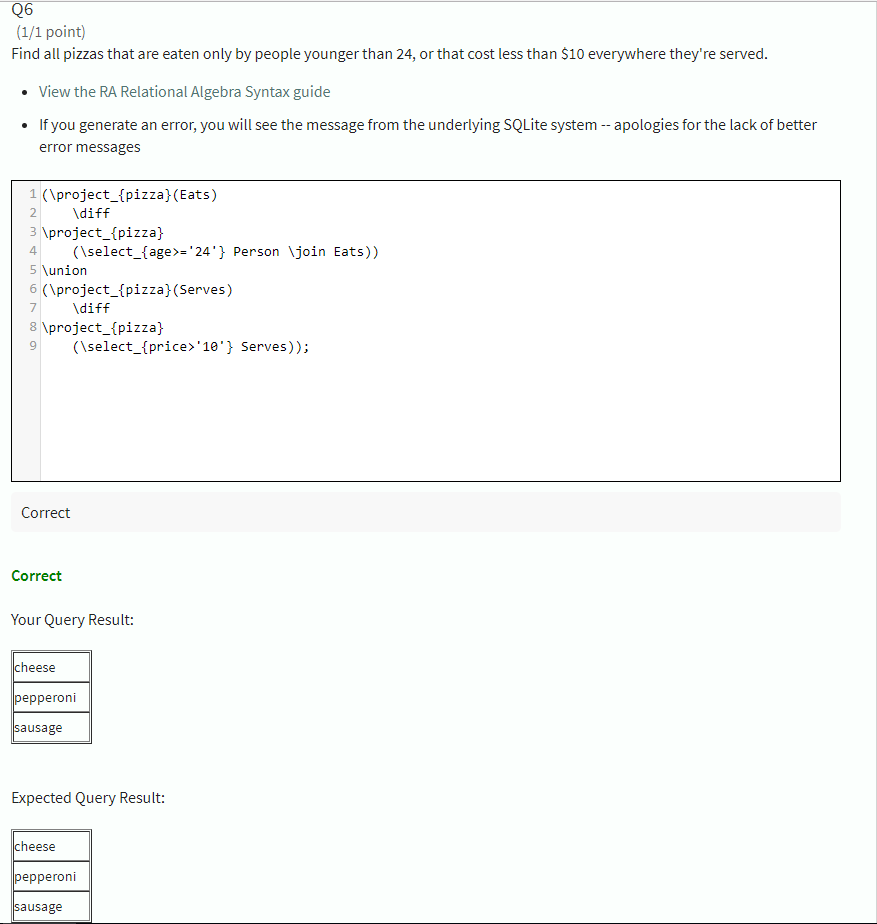 Q6
(1/1 point)
Find all pizzas that are eaten only by people younger than 24, or that cost less than $10 everywhere they're served.
• View the RA Relational Algebra Syntax guide
• If you generate an error, you will see the message from the underlying SQLite system -- apologies for the lack of better
error messages
1 (\project_{pizza}(Eats)
2     \diff
3 \project_{pizza}
4     (\select_{age>='24'} Person \join Eats))
5 \union
6 (\project_{pizza}(Serves)
7     \diff
8 \project_{pizza}
9     (\select_{price>'10'} Serves));
Correct
Correct
Your Query Result:
cheese
pepperoni
sausage
Expected Query Result:
cheese
pepperoni
sausage